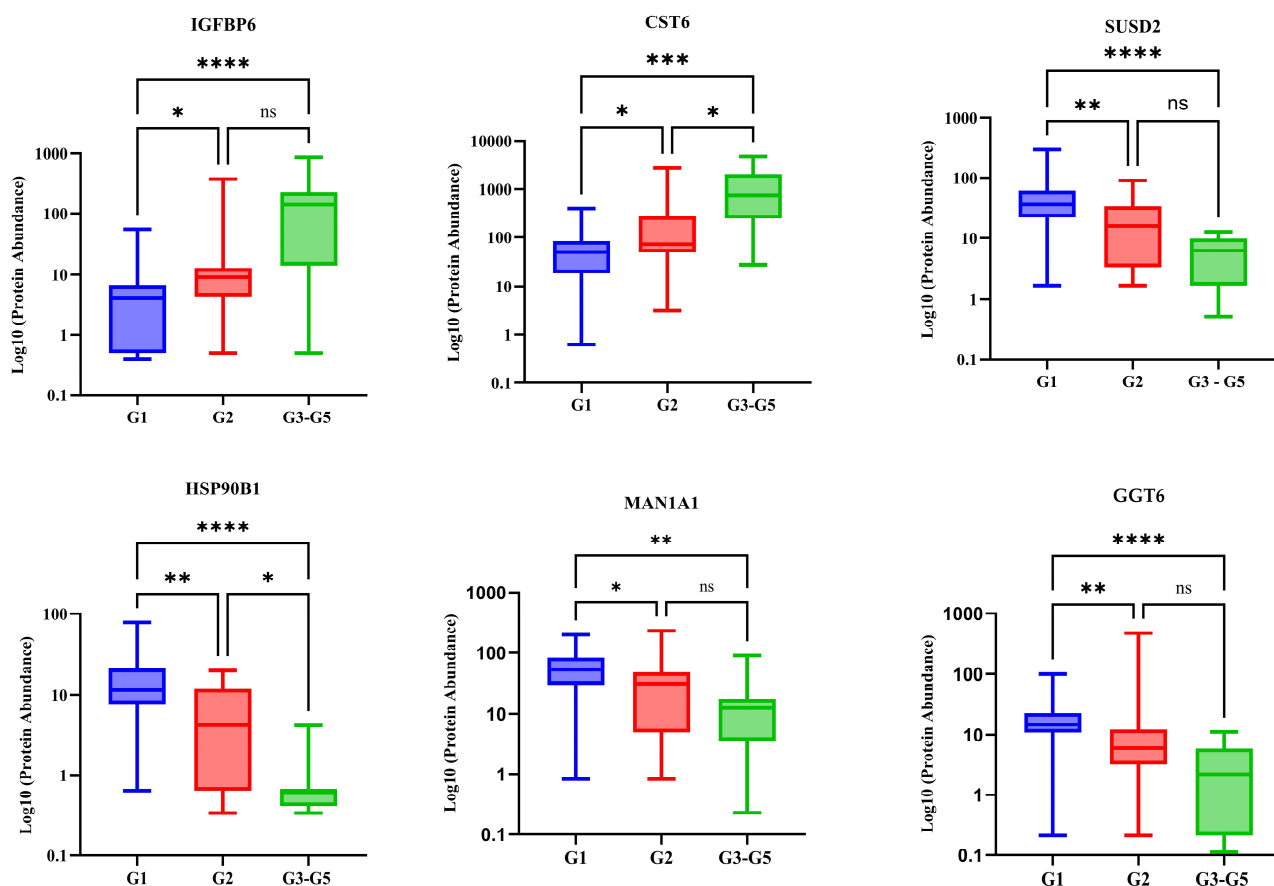 IGFBP6
****
*
ns
Log10 (Protein Abundance)
1000
100
10
1
0.1
G1 G2 G3-G5
CST6
***
*
*
Log10 (Protein Abundance)
10000
1000
100
10
1
0.1
G1 G2 G3-G5
SUSD2
****
**
ns
Log10 (Protein Abundance)
1000
100
10
1
0.1
G1 G2 G3 - G5
HSP90B1
****
**
*
Log10 (Protein Abundance)
100
10
1
0.1
G1 G2 G3-G5
MAN1A1
**
*
ns
Log10 (Protein Abundance)
1000
100
10
1
0.1
G1 G2 G3-G5
GGT6
****
**
ns
Log10 (Protein Abundance)
1000
100
10
1
0.1
G1 G2 G3-G5